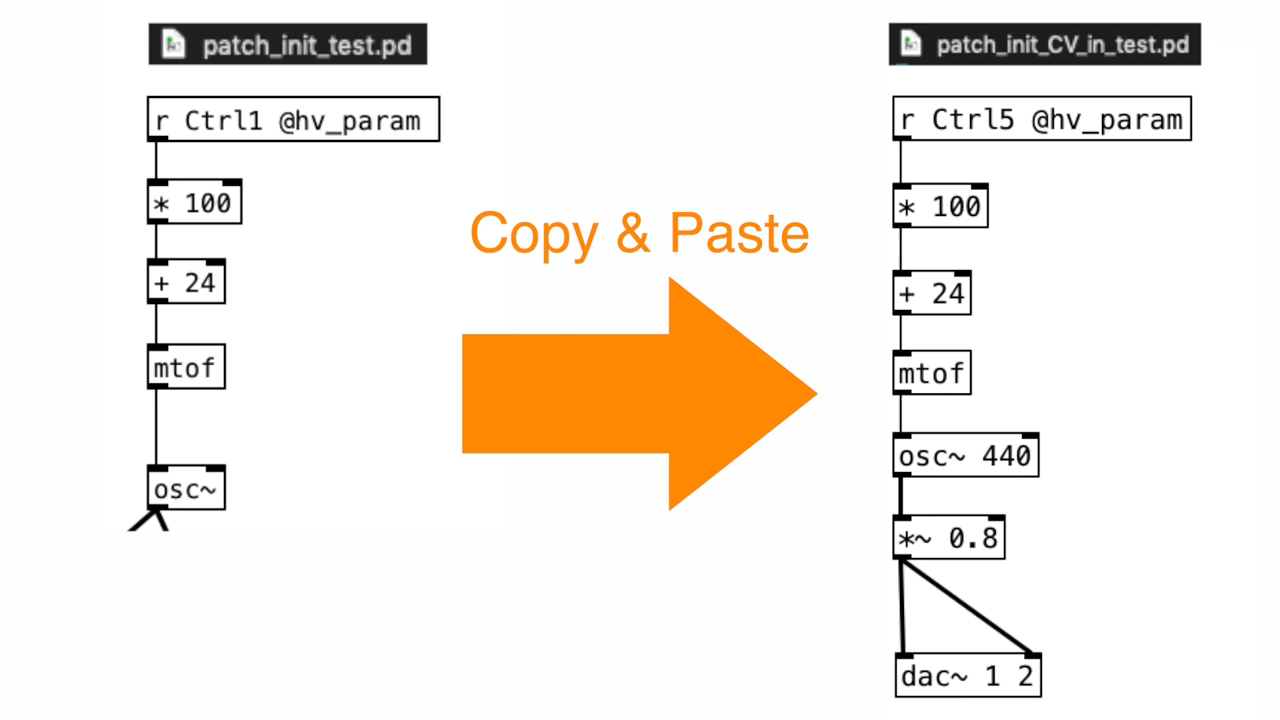 patch_init_test.pd
r Ctrl1 @hv_param
* 100
+ 24
mtof
osc~
Copy & Paste
patch_init_CV_in_test.pd
r Ctrl5 @hv_param
* 100
+ 24
mtof
osc~ 440
*~ 0.8
dac~ 1 2